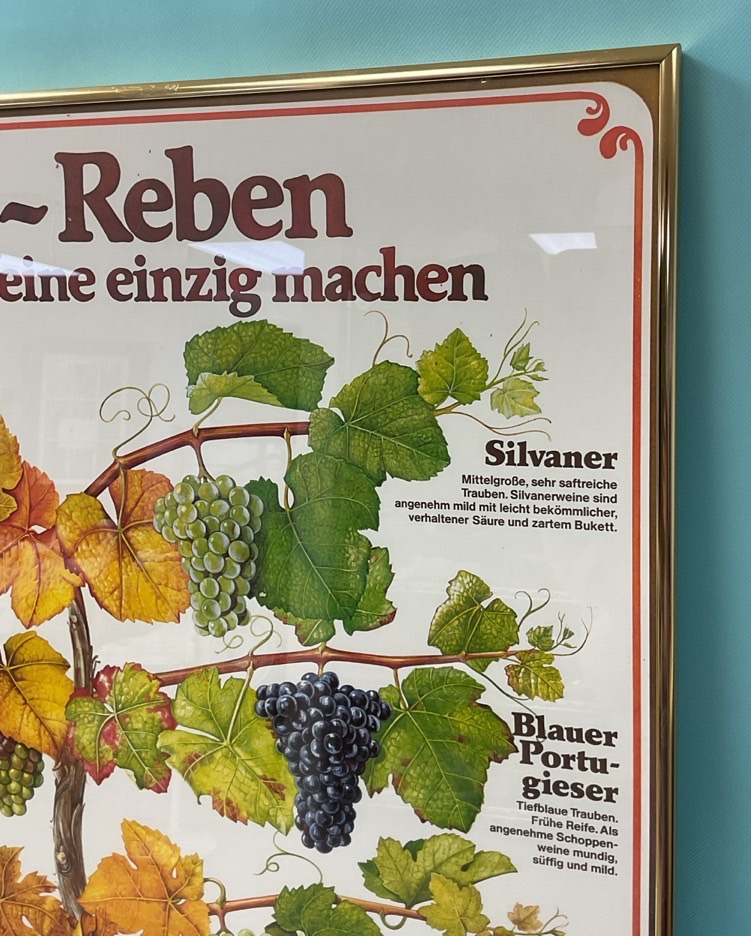 ~Reben
eine einzig machen
Silvaner
Mittelgroße, sehr saftreiche
Trauben. Silvanerweine sind
angenehm mild mit leicht bekömmlicher,
verhaltener Säure und zartem Bukett.
Blauer
Portu-
gieser
Tiefblaue Trauben.
Frühe Reife. Als
angenehme Schoppen-
weine mundig,
süffig und mild.